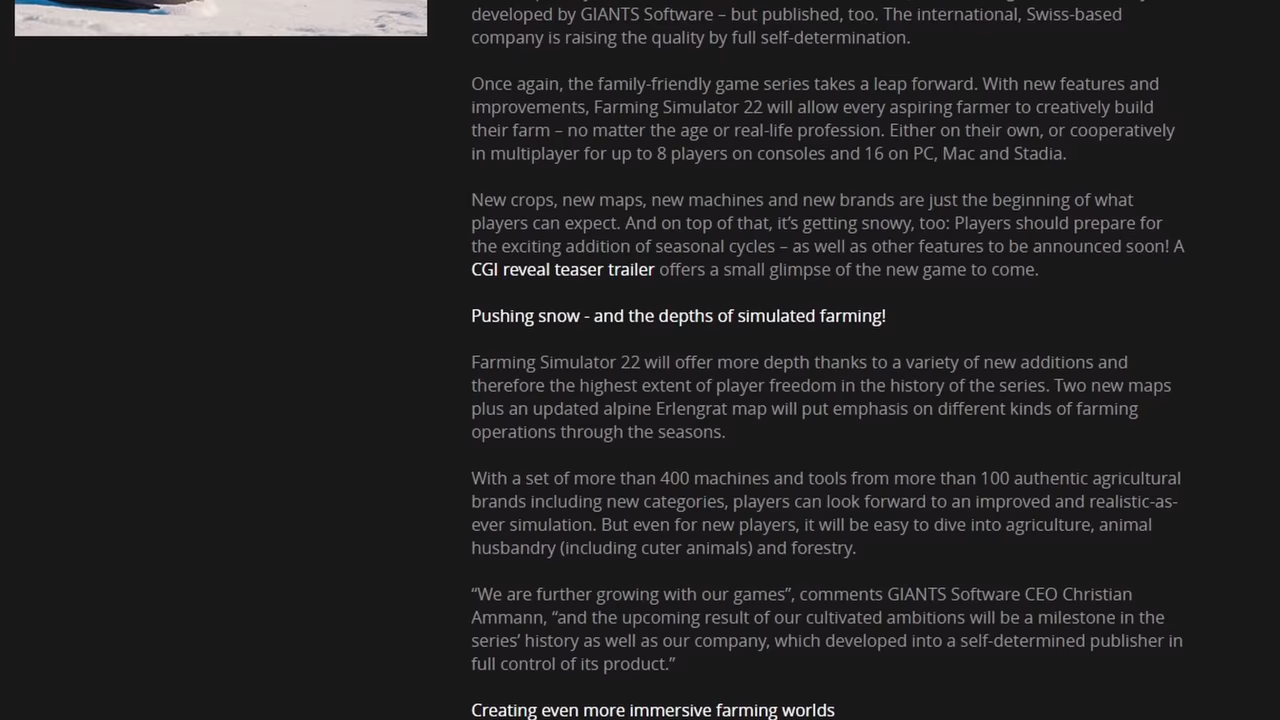 developed by GIANTS Software – but published, too. The international, Swiss-based
company is raising the quality by full self-determination.
Once again, the family-friendly game series takes a leap forward. With new features and
improvements, Farming Simulator 22 will allow every aspiring farmer to creatively build
their farm – no matter the age or real-life profession. Either on their own, or cooperatively
in multiplayer for up to 8 players on consoles and 16 on PC, Mac and Stadia.
New crops, new maps, new machines and new brands are just the beginning of what
players can expect. And on top of that, it’s getting snowy, too: Players should prepare for
the exciting addition of seasonal cycles – as well as other features to be announced soon! A
CGI reveal teaser trailer offers a small glimpse of the new game to come.
Pushing snow - and the depths of simulated farming!
Farming Simulator 22 will offer more depth thanks to a variety of new additions and
therefore the highest extent of player freedom in the history of the series. Two new maps
plus an updated alpine Erlengrat map will put emphasis on different kinds of farming
operations through the seasons.
With a set of more than 400 machines and tools from more than 100 authentic agricultural
brands including new categories, players can look forward to an improved and realistic-as-
ever simulation. But even for new players, it will be easy to dive into agriculture, animal
husbandry (including cuter animals) and forestry.
“We are further growing with our games”, comments GIANTS Software CEO Christian
Ammann, “and the upcoming result of our cultivated ambitions will be a milestone in the
series’ history as well as our company, which developed into a self-determined publisher in
full control of its product.”
Creating even more immersive farming worlds